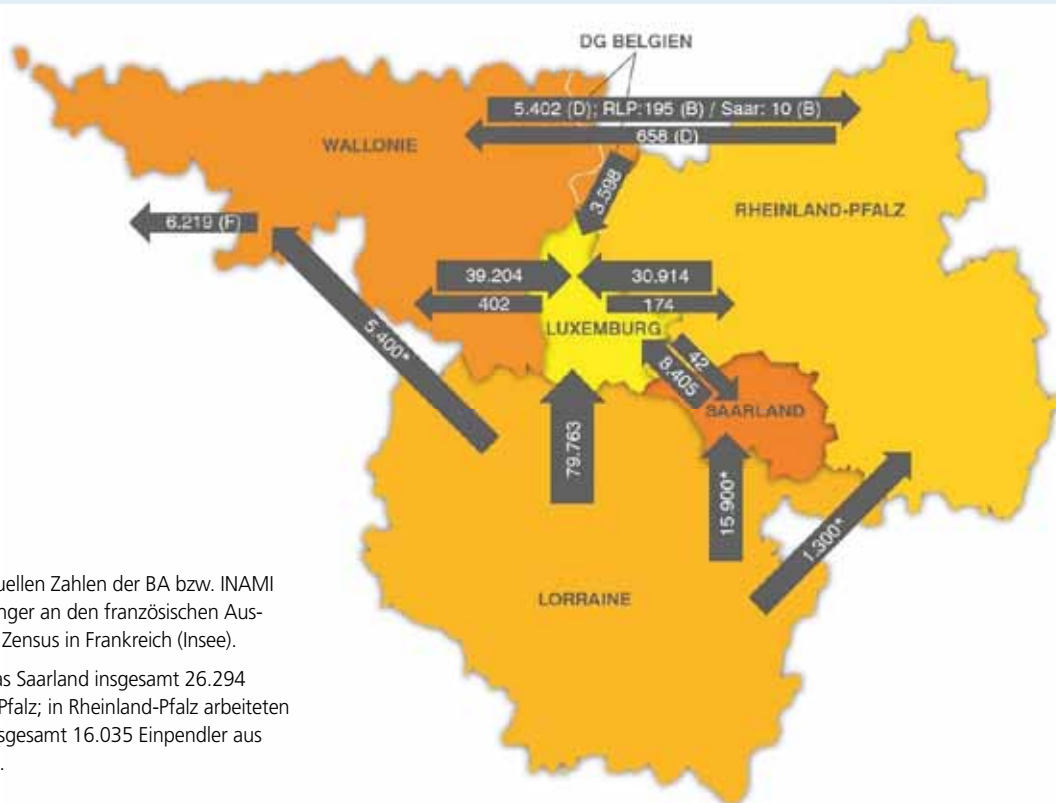 DG BELGIEN
5.402 (D); RLP:195 (B) / Saar: 10 (B)
658 (D)
WALLONIE
3.598
RHEINLAND-PFALZ
6.219 (F)
39.204
30.914
402
174
LUXEMBURG
5.400*
42
8.405
SAARLAND
79.763
15.900*
1.300*
LORRAINE
uellen Zahlen der BA bzw. INAMI
nger an den französischen Aus-
Zensus in Frankreich (Insee).
as Saarland insgesamt 26.294
Pfalz; in Rheinland-Pfalz arbeiteten
sgesamt 16.035 Einpendler aus
.